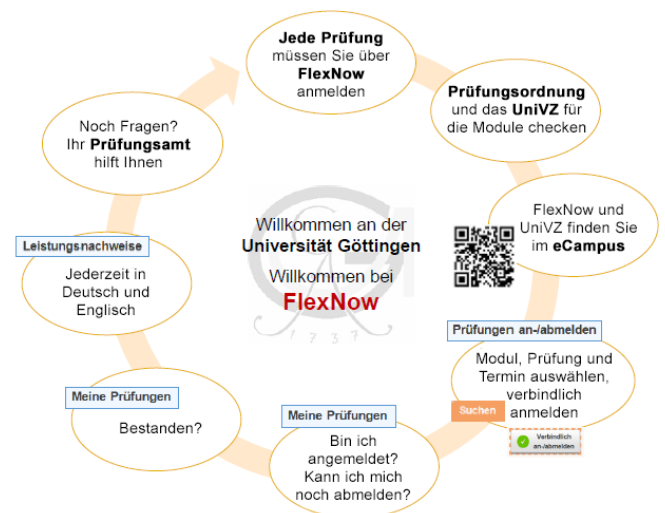 Jede Prüfung
müssen Sie über
FlexNow
anmelden
Prüfungsordnung
und das UniVZ für
die Module checken
FlexNow und
UniVZ finden Sie
im eCampus
Prüfungen an-/abmelden
Modul, Prüfung und
Termin auswählen,
verbindlich
anmelden
Suchen
Verbindlich
an-/abmelden
Meine Prüfungen
Bin ich
angemeldet?
Kann ich mich
noch abmelden?
Meine Prüfungen
Bestanden?
Leistungsnachweise
Jederzeit in
Deutsch und
Englisch
Noch Fragen?
Ihr Prüfungsamt
hilft Ihnen
Willkommen an der
Universität Göttingen
Willkommen bei
FlexNow
1737